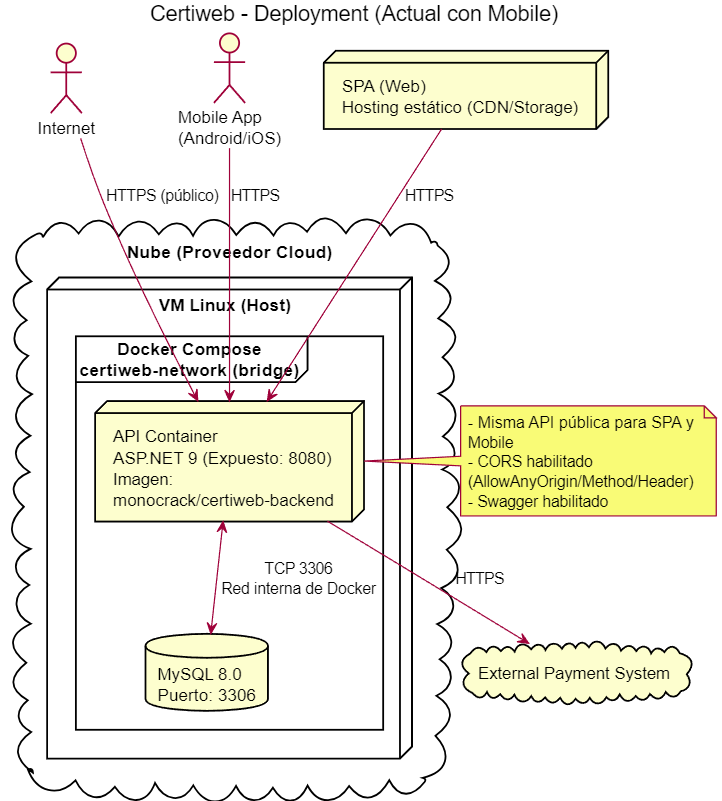 Certiweb - Deployment (Actual con Mobile)
Internet
Mobile App
(Android/iOS)
SPA (Web)
Hosting estático (CDN/Storage)
HTTPS (público)
HTTPS
HTTPS
Nube (Proveedor Cloud)
VM Linux (Host)
Docker Compose
certiweb-network (bridge)
API Container
ASP.NET 9 (Expuesto: 8080)
Imagen:
monocrack/certiweb-backend
- Misma API pública para SPA y
Mobile
- CORS habilitado
(AllowAnyOrigin/Method/Header)
- Swagger habilitado
TCP 3306
Red interna de Docker
HTTPS
MySQL 8.0
Puerto: 3306
External Payment System